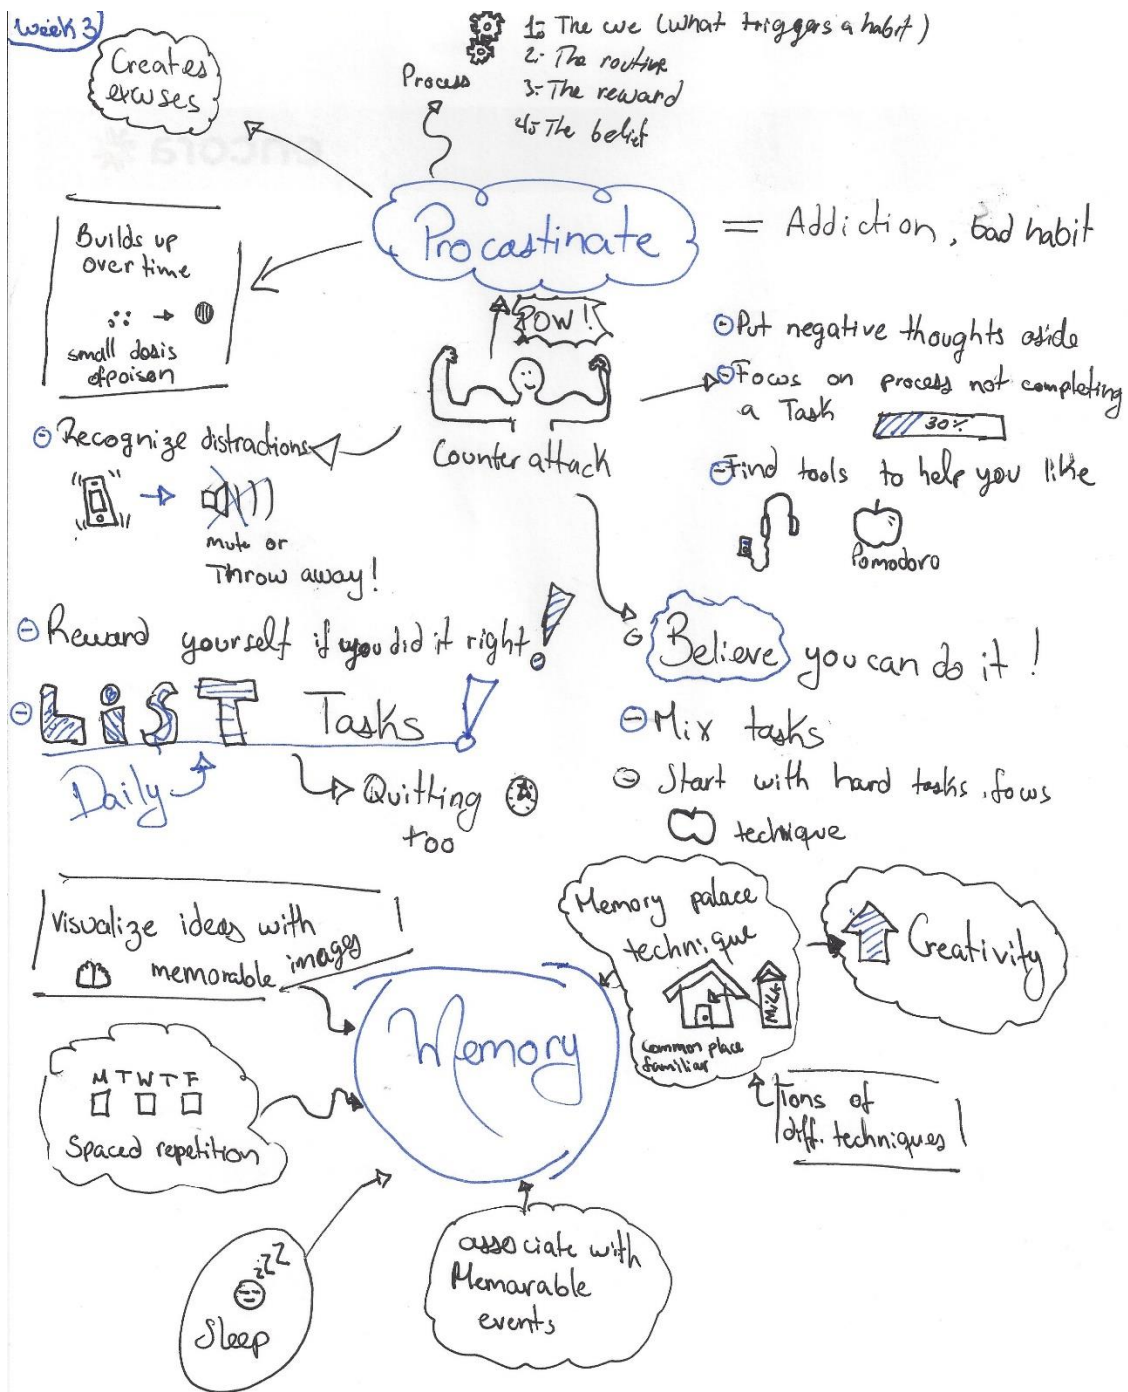 Week 3
Creates
excuses
Process
1- The cue (What triggers a habit)
2- The routine
3- The reward
4- The belief
encora
Procastinate
= Addiction, bad habit
Builds up
over time
small dosis
of poison
POW!
Counter attack
Put negative thoughts aside
Focus on process not completing
a Task 30%
Find tools to help you like
Pomodoro
Recognize distractions
mute or
Throw away!
Reward yourself if you did it right!
LiST Tasks!
Daily
Quitting
too
Believe you can do it!
Mix tasks
Start with hard tasks, focus
technique
Visualize ideas with
memorable images
Memory palace
technique
Milk
Common place
familiar
Creativity
Tons of
diff. techniques
Memory
M T W T F
Spaced repetition
zzz
Sleep
associate with
Memarable
events